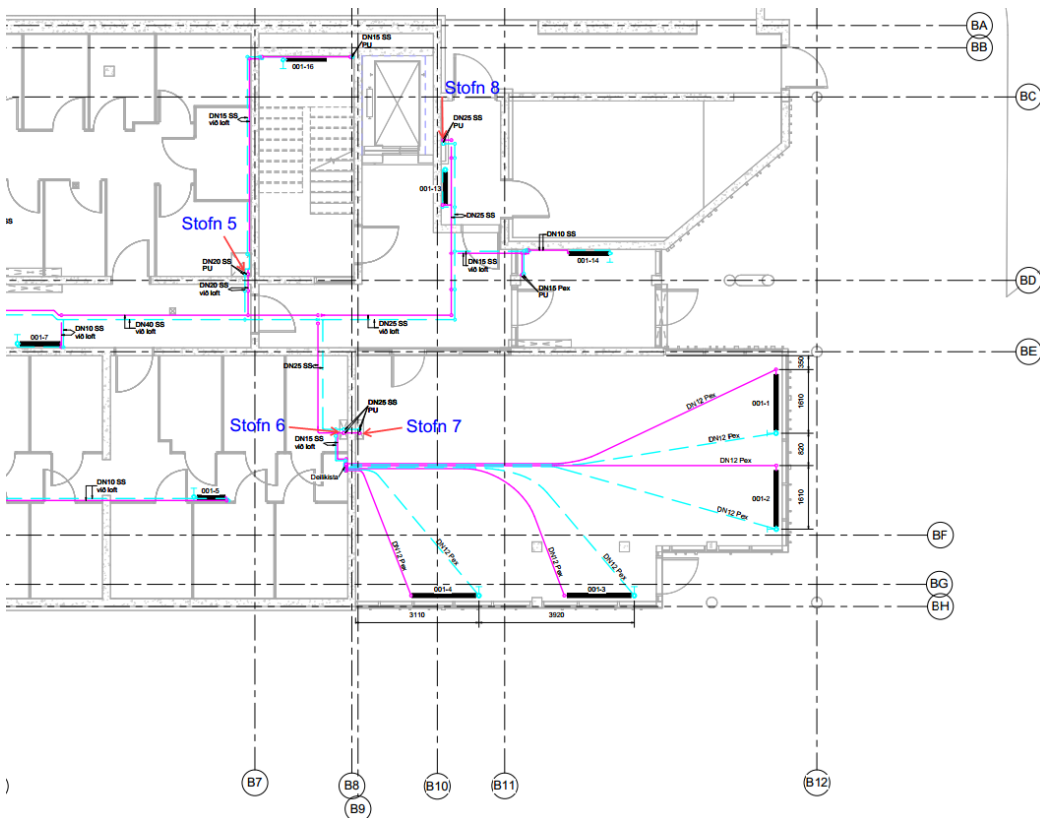 BA
BB
DN15 SS
PU
001-16
Stofn 8
BC
DN25 SS
PU
DN15 SS
við loft
001-13
DN25 SS
Stofn 5
DN10 SS
DN20 SS
PU
DN15 SS
við loft
001-14
BD
DN20 SS
við loft
DN15 Pex
PU
DN10 SS
við loft
DN40 SS
við loft
DN25 SS
við loft
001-7
BE
350
DN25 SS
001-1
1610
DN12 Pex
DN25 SS
PU
Stofn 6
Stofn 7
DN15 SS
við loft
DN12 Pex
820
DN12 Pex
Deilikista
DN10 SS
við loft
001-5
001-2
1610
DN12 Pex
BF
DN12 Pex
DN12 Pex
DN12 Pex
DN12 Pex
BG
001-4
001-3
BH
3110
3920
B7
B8
B10
B11
B12
B9